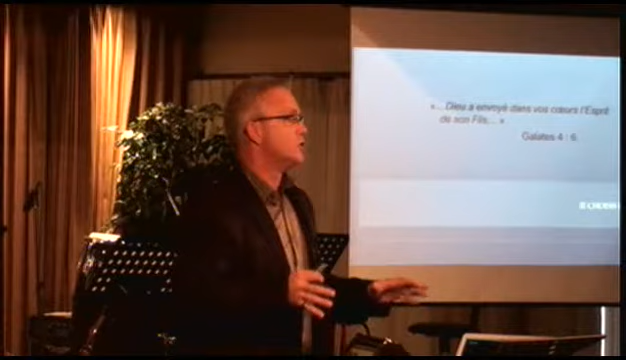 «... Dieu a envoyé dans vos cœurs l'Esprit
de son Fils... »
Galates 4 : 6.